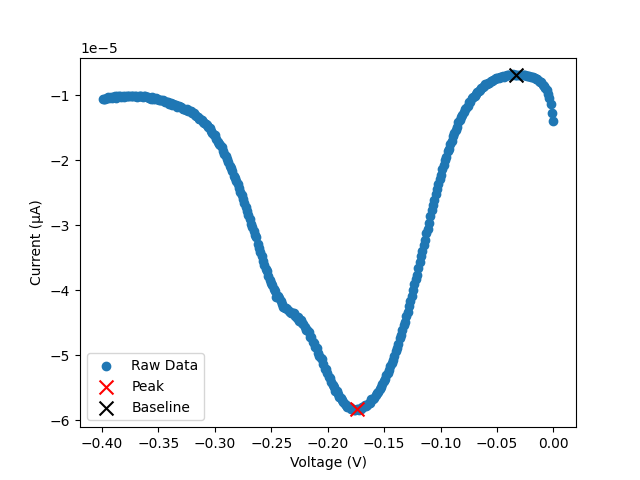 1e−5
−1
−2
−3
−4
−5
−6
Current (μA)
Raw Data
Peak
Baseline
−0.40 −0.35 −0.30 −0.25 −0.20 −0.15 −0.10 −0.05 0.00
Voltage (V)